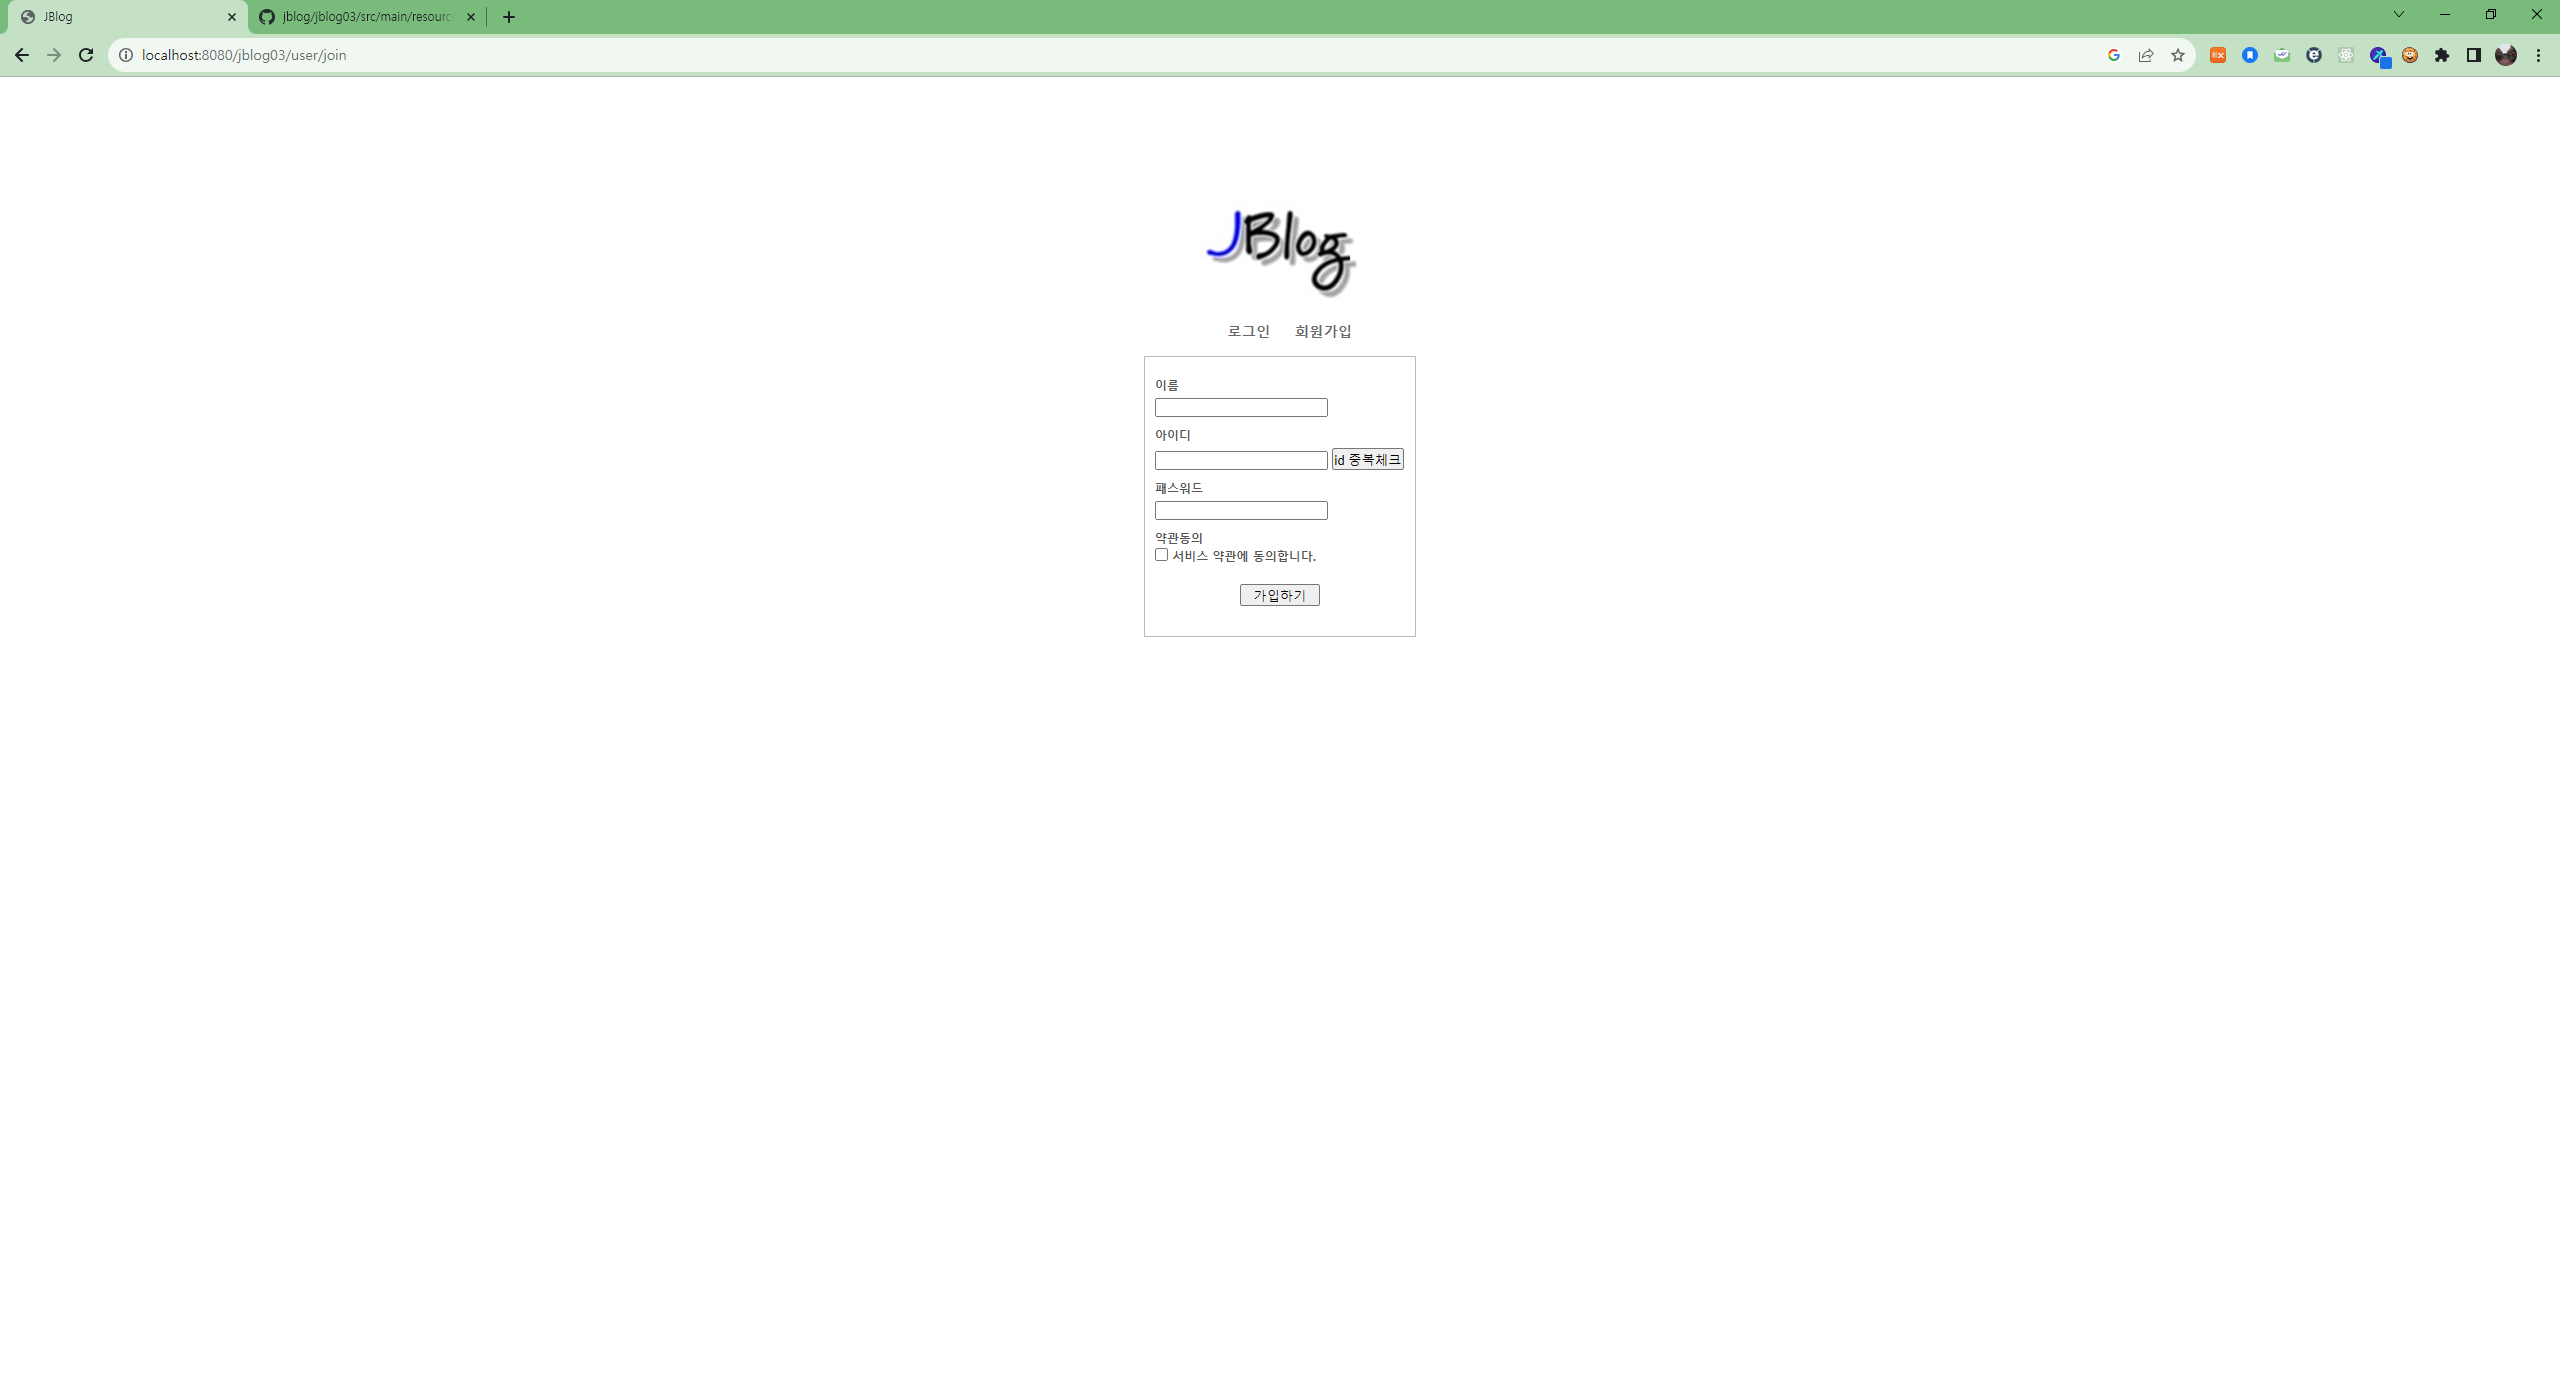 JBlog
jblog/jblog03/src/main/resourc
localhost:8080/jblog03/user/join
JBlog
로그인 회원가입
이름
아이디
id 중복체크
패스워드
약관동의
서비스 약관에 동의합니다.
가입하기